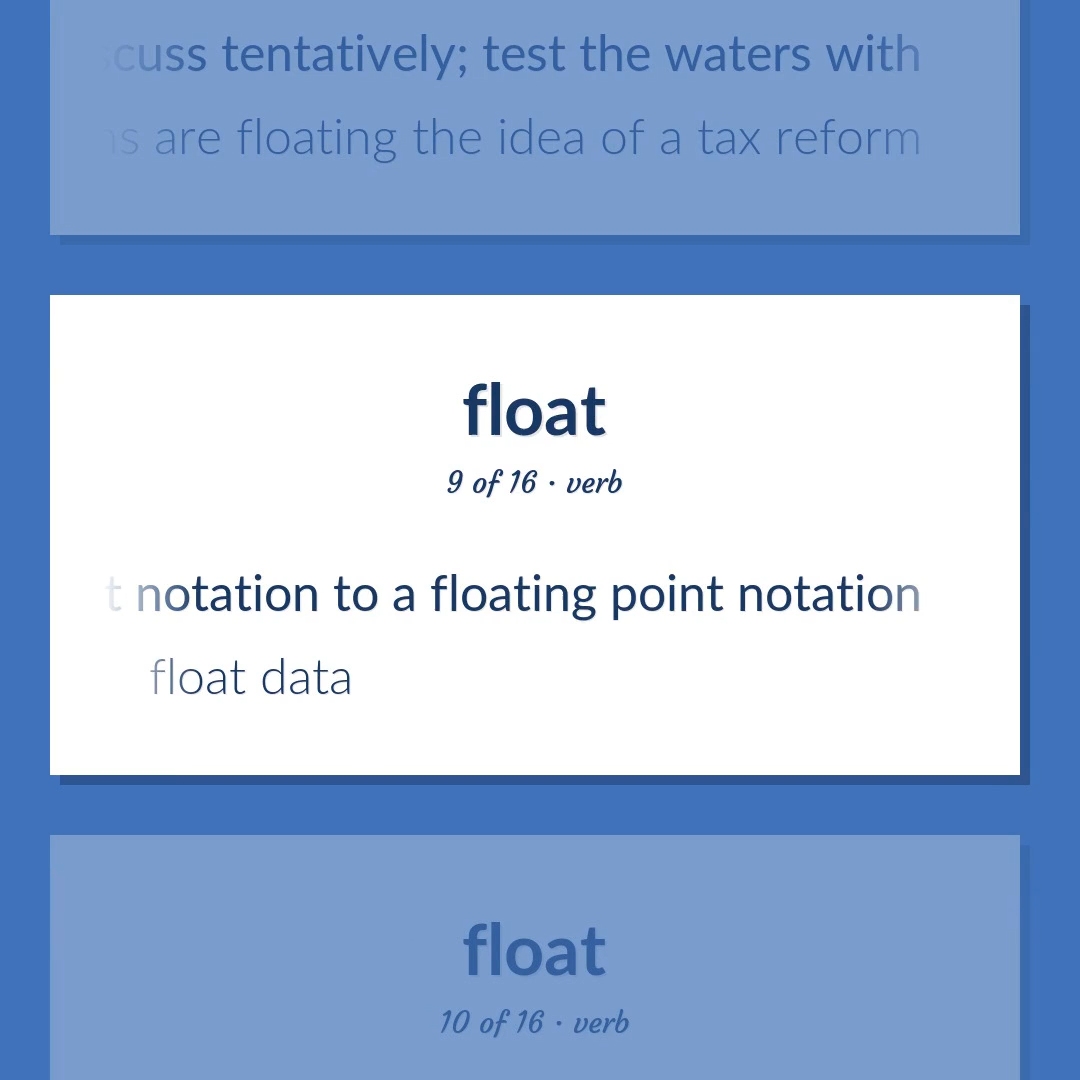 tentatively; test the waters with
are floating the idea of a tax reform
float
9 of 16 · verb
notation to a floating point notation
float data
float
10 of 16 · verb